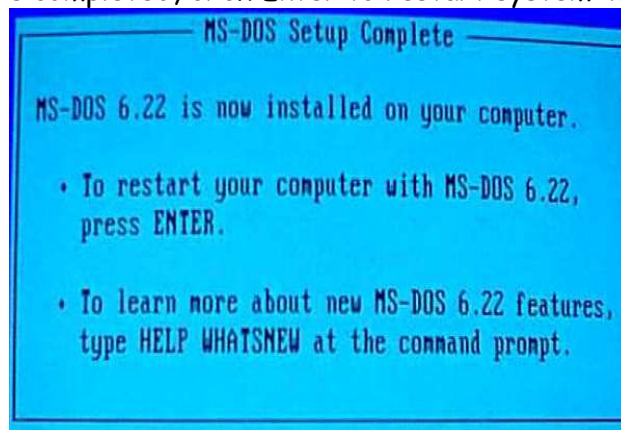 MS-DOS Setup Complete
MS-DOS 6.22 is now installed on your computer.
• To restart your computer with MS-DOS 6.22,
press ENTER.
• To learn more about new MS-DOS 6.22 features,
type HELP WHATSNEW at the command prompt.